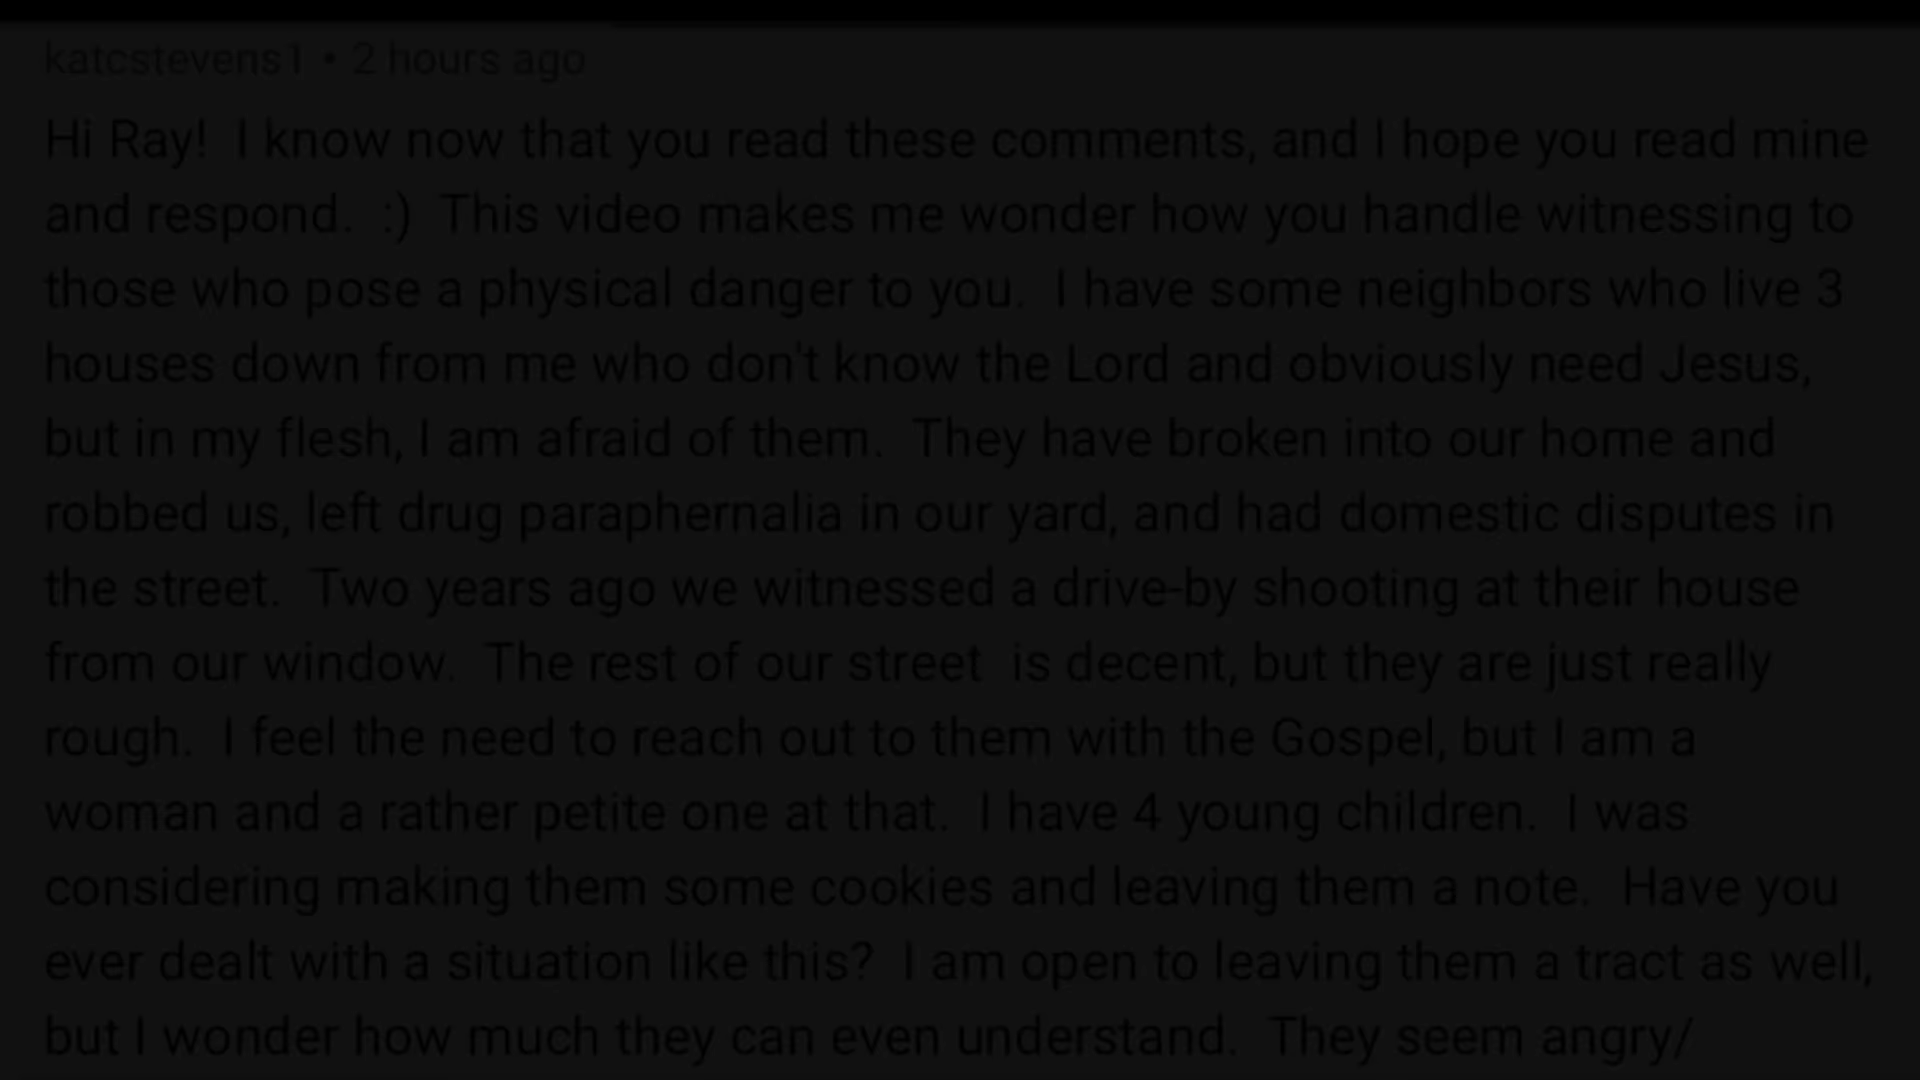 katcstevens1 • 2 hours ago
Hi Ray!  I know now that you read these comments, and I hope you read mine
and respond.  :)  This video makes me wonder how you handle witnessing to
those who pose a physical danger to you.  I have some neighbors who live 3
houses down from me who don't know the Lord and obviously need Jesus,
but in my flesh, I am afraid of them.  They have broken into our home and
robbed us, left drug paraphernalia in our yard, and had domestic disputes in
the street.  Two years ago we witnessed a drive-by shooting at their house
from our window.  The rest of our street  is decent, but they are just really
rough.  I feel the need to reach out to them with the Gospel, but I am a
woman and a rather petite one at that.  I have 4 young children.  I was
considering making them some cookies and leaving them a note.  Have you
ever dealt with a situation like this?  I am open to leaving them a tract as well,
but I wonder how much they can even understand.  They seem angry/